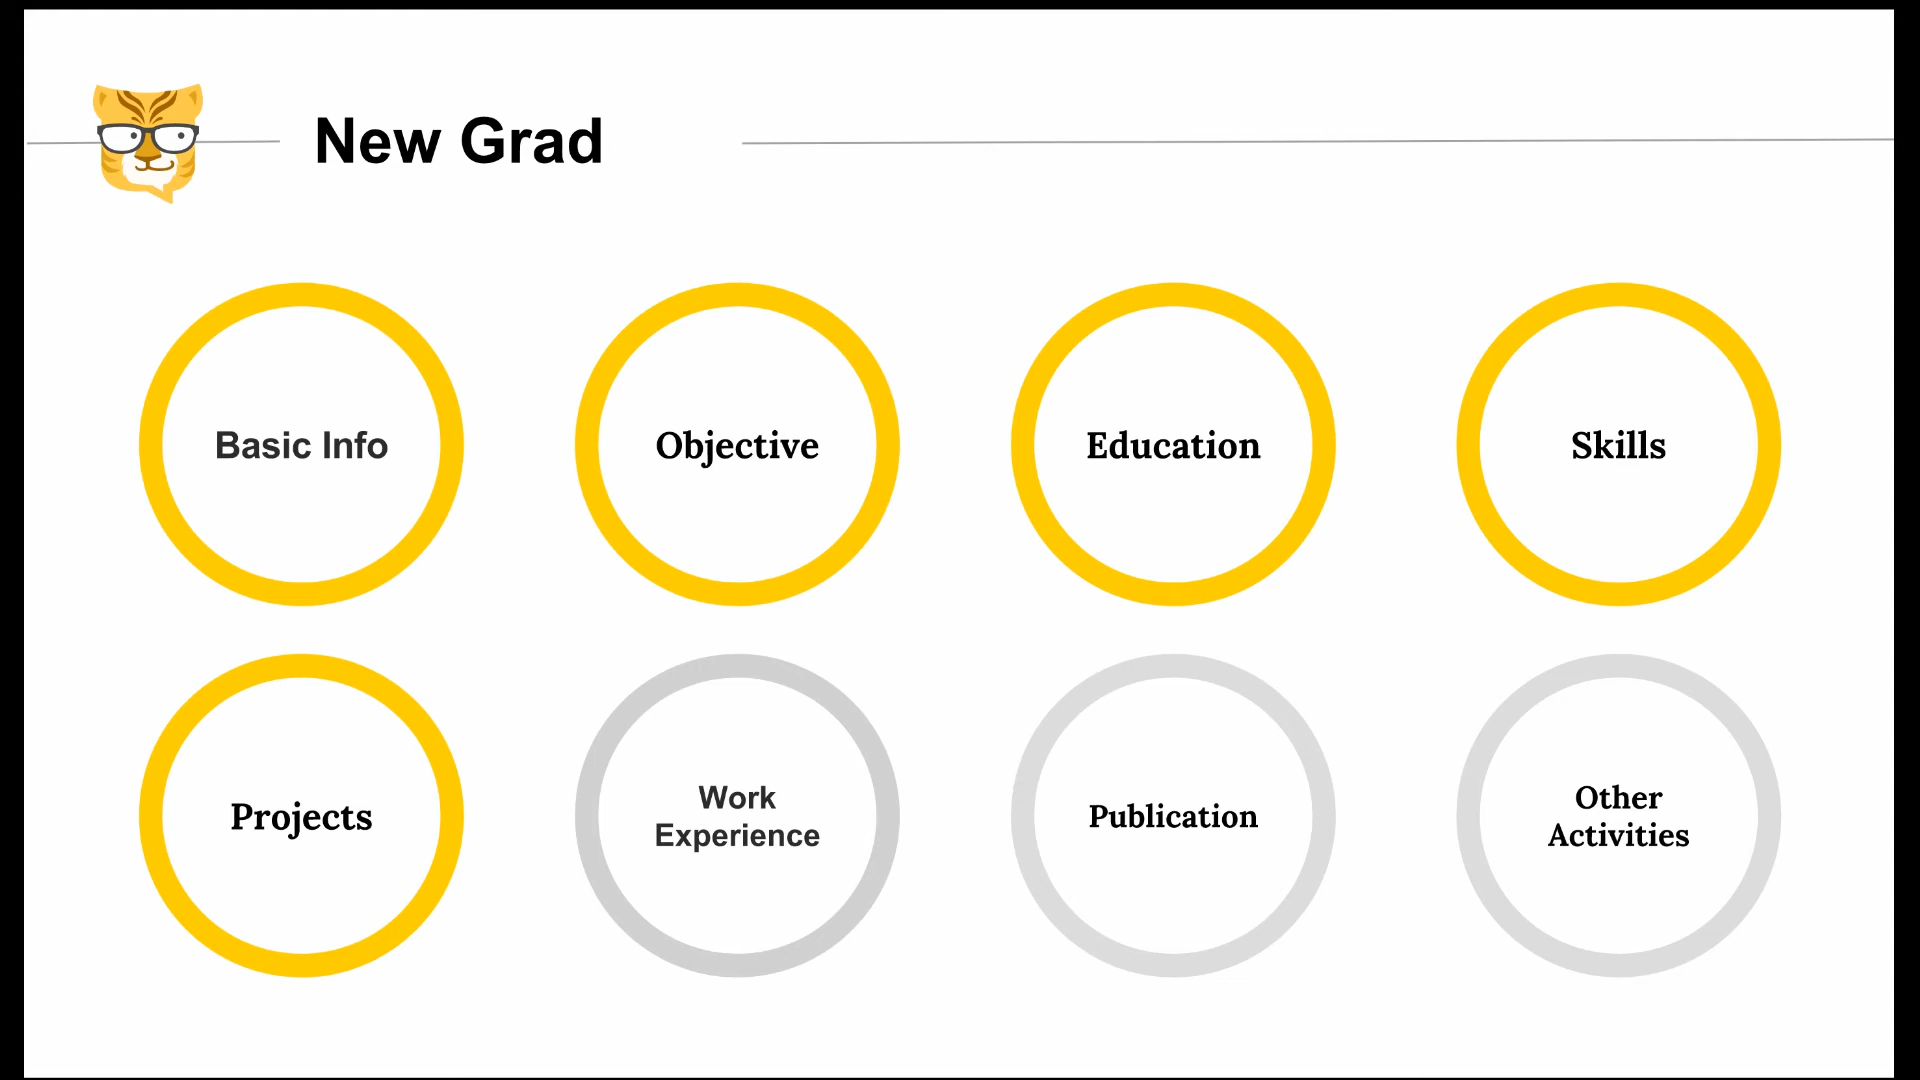 New Grad
Basic Info
Objective
Education
Skills
Projects
Work
Experience
Publication
Other
Activities